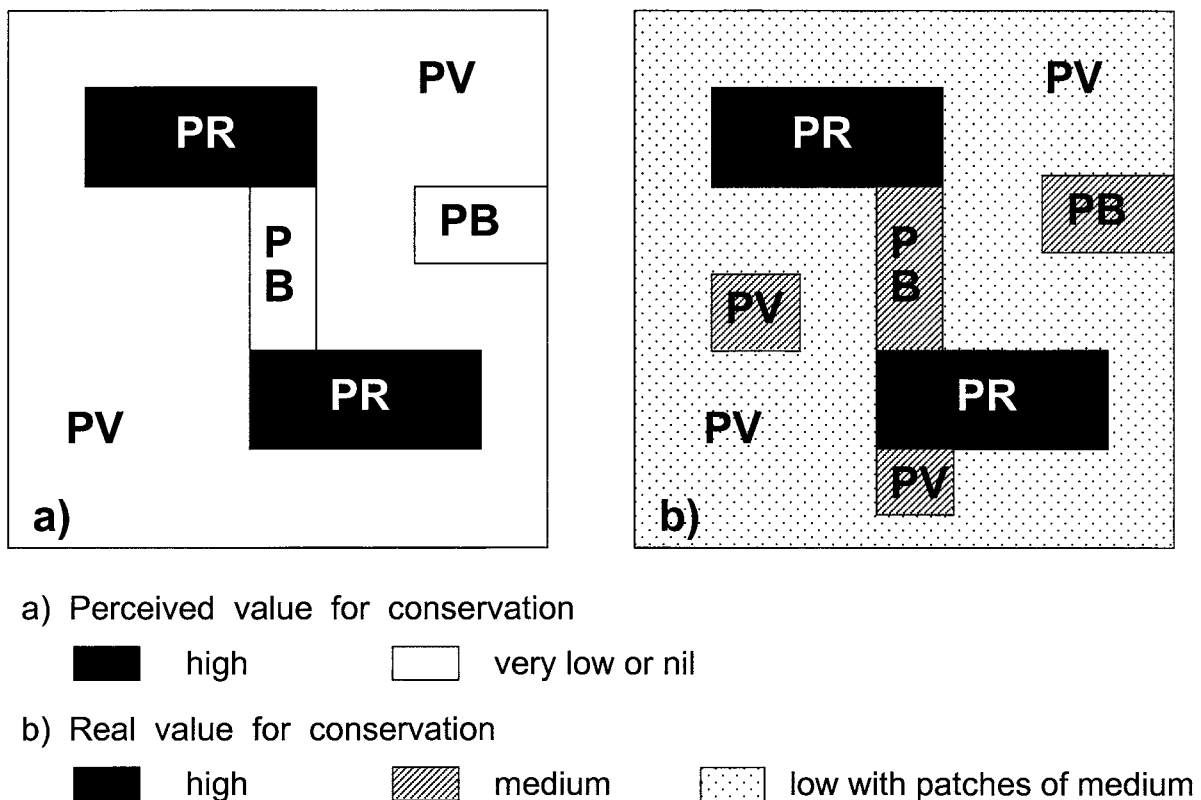 PV
PR
PB
P
B
PR
PV
a)
PV
PR
PB
P
B
PV
PR
PV
PV
b)
a) Perceived value for conservation
high very low or nil
b) Real value for conservation
high medium low with patches of medium